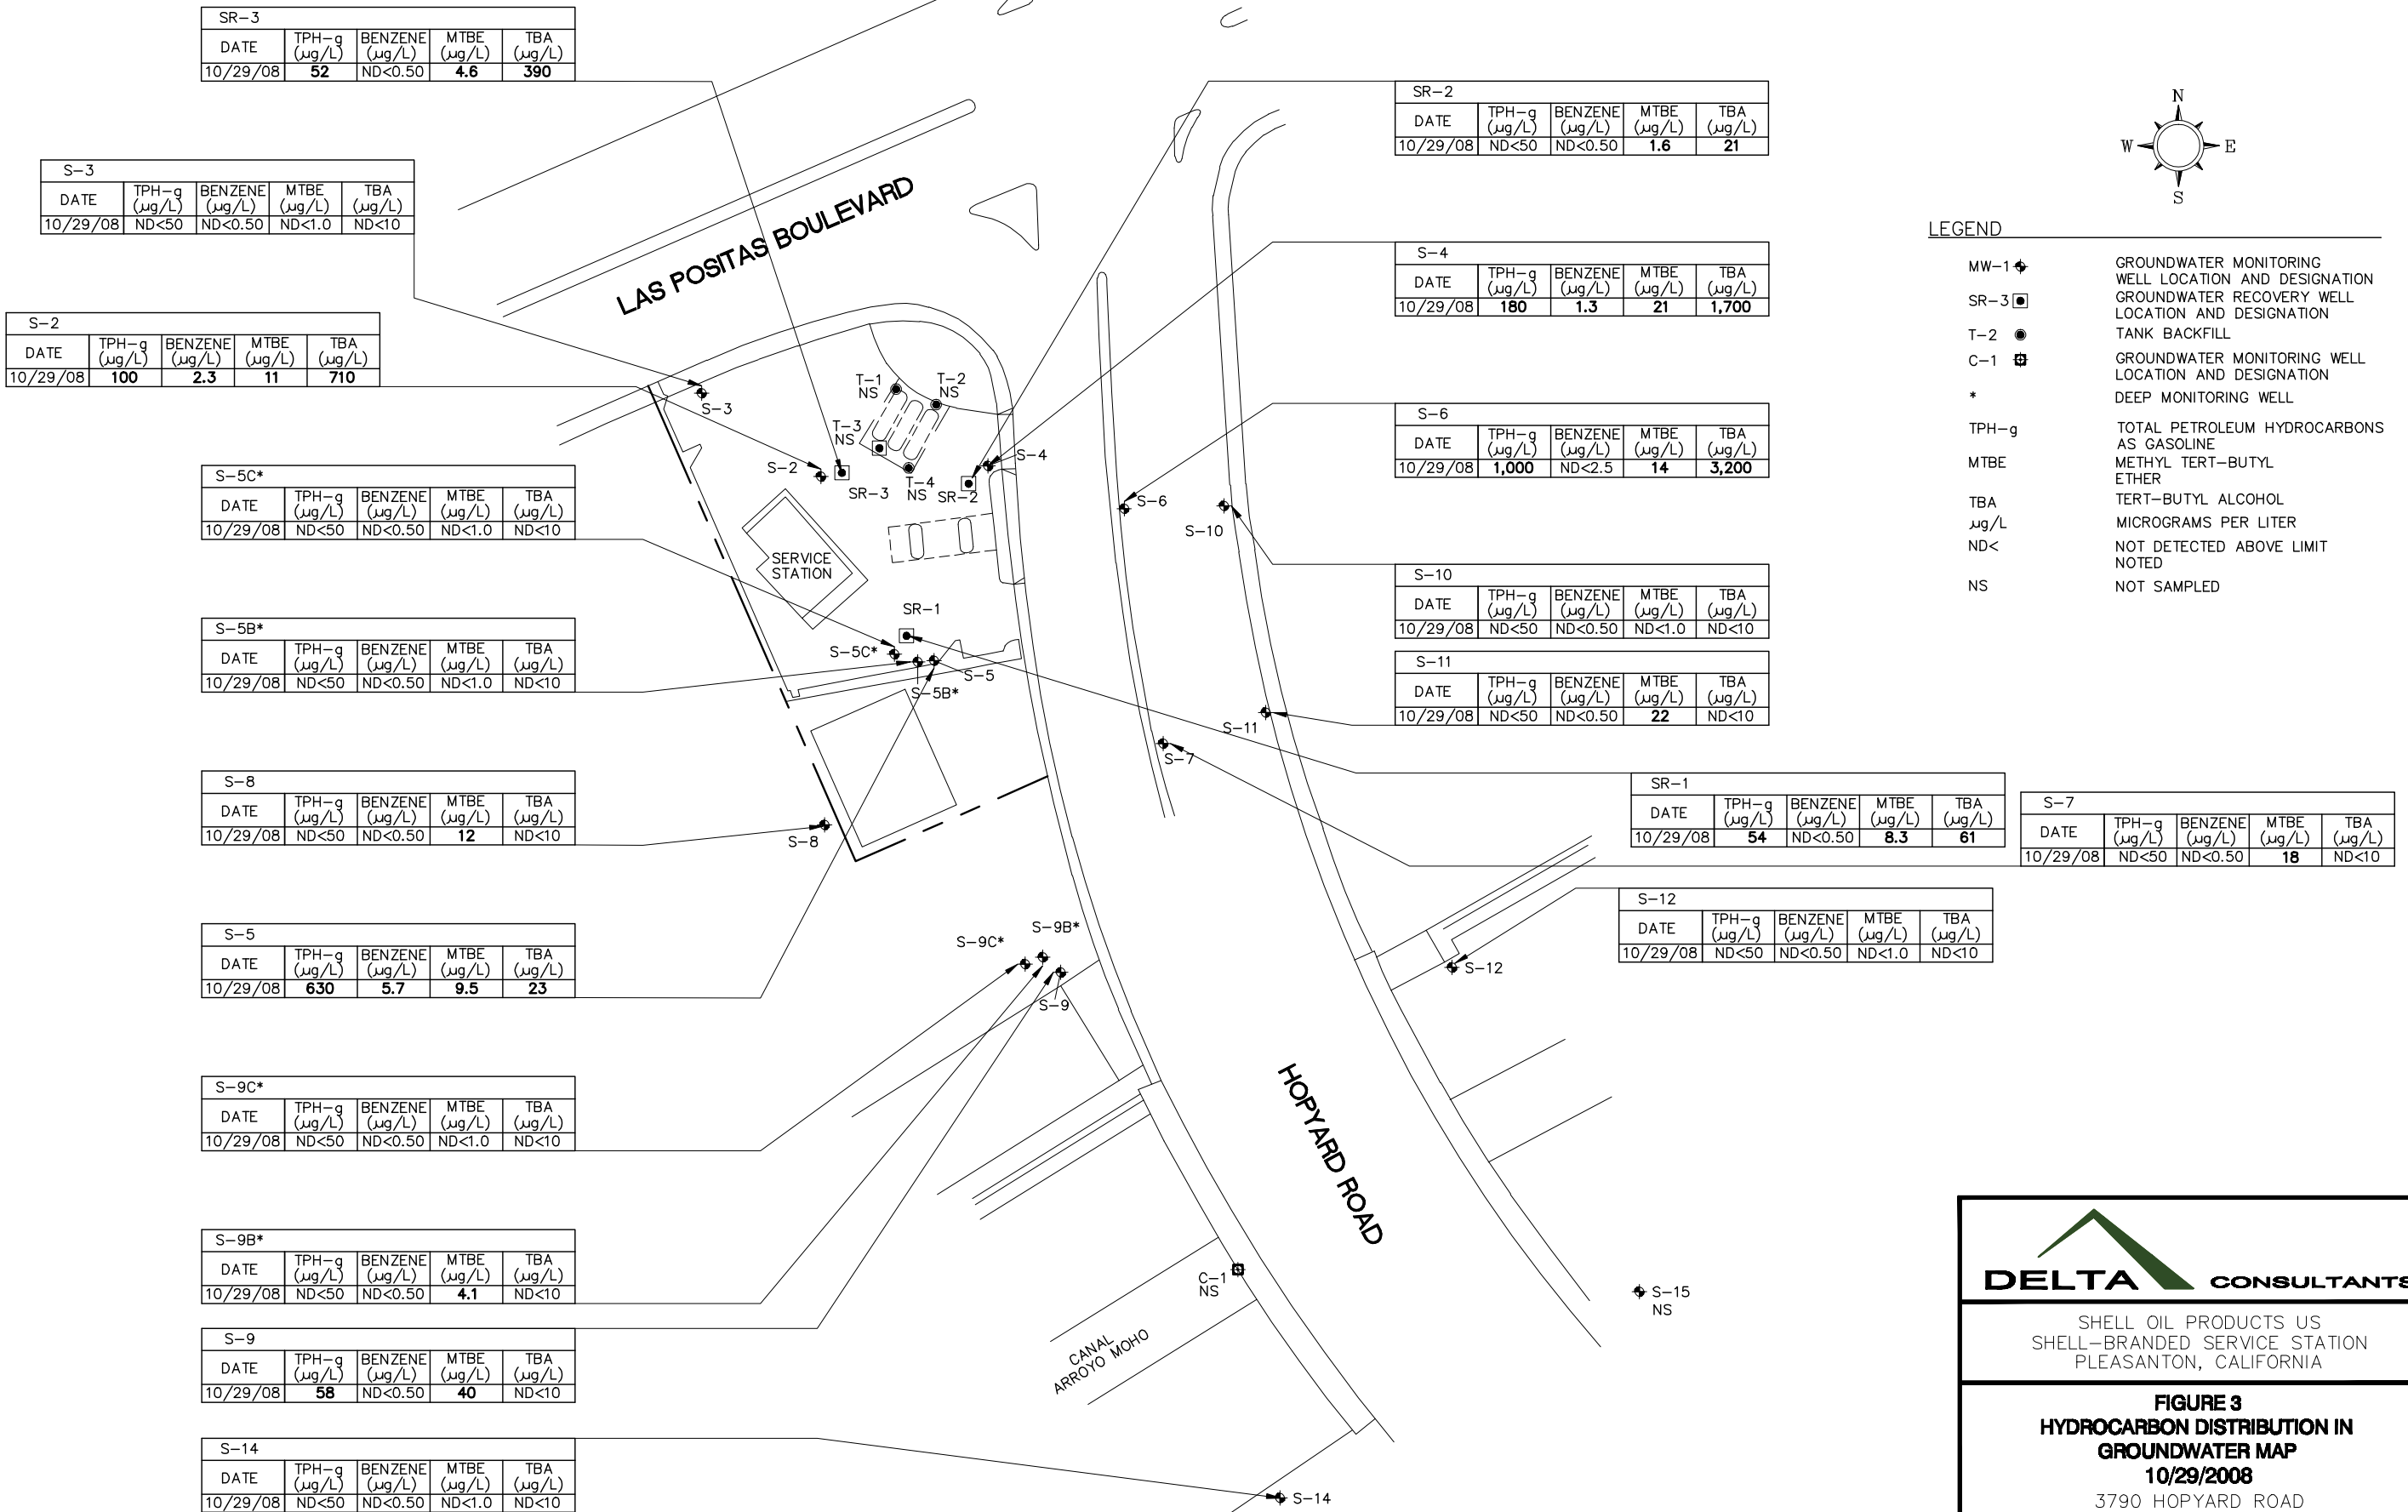 SR-3
DATE TPH-g (µg/L) BENZENE (µg/L) MTBE (µg/L) TBA (µg/L)
10/29/08 52 ND<0.50 4.6 390
S-3
DATE TPH-g (µg/L) BENZENE (µg/L) MTBE (µg/L) TBA (µg/L)
10/29/08 ND<50 ND<0.50 ND<1.0 ND<10
S-2
DATE TPH-g (µg/L) BENZENE (µg/L) MTBE (µg/L) TBA (µg/L)
10/29/08 100 2.3 11 710
S-5C*
DATE TPH-g (µg/L) BENZENE (µg/L) MTBE (µg/L) TBA (µg/L)
10/29/08 ND<50 ND<0.50 ND<1.0 ND<10
S-5B*
DATE TPH-g (µg/L) BENZENE (µg/L) MTBE (µg/L) TBA (µg/L)
10/29/08 ND<50 ND<0.50 ND<1.0 ND<10
S-8
DATE TPH-g (µg/L) BENZENE (µg/L) MTBE (µg/L) TBA (µg/L)
10/29/08 ND<50 ND<0.50 12 ND<10
S-5
DATE TPH-g (µg/L) BENZENE (µg/L) MTBE (µg/L) TBA (µg/L)
10/29/08 630 5.7 9.5 23
S-9C*
DATE TPH-g (µg/L) BENZENE (µg/L) MTBE (µg/L) TBA (µg/L)
10/29/08 ND<50 ND<0.50 ND<1.0 ND<10
S-9B*
DATE TPH-g (µg/L) BENZENE (µg/L) MTBE (µg/L) TBA (µg/L)
10/29/08 ND<50 ND<0.50 4.1 ND<10
S-9
DATE TPH-g (µg/L) BENZENE (µg/L) MTBE (µg/L) TBA (µg/L)
10/29/08 58 ND<0.50 40 ND<10
S-14
DATE TPH-g (µg/L) BENZENE (µg/L) MTBE (µg/L) TBA (µg/L)
10/29/08 ND<50 ND<0.50 ND<1.0 ND<10
LAS POSITAS BOULEVARD
S-3
T-1
NS
T-2
NS
T-3
NS
S-2
SR-3
T-4
NS
SR-2
S-4
SERVICE
STATION
SR-1
S-5C*
S-5
S-5B*
S-6
S-10
S-11
S-7
S-8
S-9C*
S-9B*
S-9
S-12
HOPYARD ROAD
C-1
NS
CANAL
ARROYO MOHO
S-15
NS
S-14
SR-2
DATE TPH-g (µg/L) BENZENE (µg/L) MTBE (µg/L) TBA (µg/L)
10/29/08 ND<50 ND<0.50 1.6 21
S-4
DATE TPH-g (µg/L) BENZENE (µg/L) MTBE (µg/L) TBA (µg/L)
10/29/08 180 1.3 21 1,700
S-6
DATE TPH-g (µg/L) BENZENE (µg/L) MTBE (µg/L) TBA (µg/L)
10/29/08 1,000 ND<2.5 14 3,200
S-10
DATE TPH-g (µg/L) BENZENE (µg/L) MTBE (µg/L) TBA (µg/L)
10/29/08 ND<50 ND<0.50 ND<1.0 ND<10
S-11
DATE TPH-g (µg/L) BENZENE (µg/L) MTBE (µg/L) TBA (µg/L)
10/29/08 ND<50 ND<0.50 22 ND<10
SR-1
DATE TPH-g (µg/L) BENZENE (µg/L) MTBE (µg/L) TBA (µg/L)
10/29/08 54 ND<0.50 8.3 61
S-7
DATE TPH-g (µg/L) BENZENE (µg/L) MTBE (µg/L) TBA (µg/L)
10/29/08 ND<50 ND<0.50 18 ND<10
S-12
DATE TPH-g (µg/L) BENZENE (µg/L) MTBE (µg/L) TBA (µg/L)
10/29/08 ND<50 ND<0.50 ND<1.0 ND<10
N
W E
S
LEGEND
MW-1 GROUNDWATER MONITORING
WELL LOCATION AND DESIGNATION
SR-3 GROUNDWATER RECOVERY WELL
LOCATION AND DESIGNATION
T-2 TANK BACKFILL
C-1 GROUNDWATER MONITORING WELL
LOCATION AND DESIGNATION
* DEEP MONITORING WELL
TPH-g TOTAL PETROLEUM HYDROCARBONS
AS GASOLINE
MTBE METHYL TERT-BUTYL
ETHER
TBA TERT-BUTYL ALCOHOL
µg/L MICROGRAMS PER LITER
ND< NOT DETECTED ABOVE LIMIT
NOTED
NS NOT SAMPLED
DELTA CONSULTANTS
SHELL OIL PRODUCTS US
SHELL-BRANDED SERVICE STATION
PLEASANTON, CALIFORNIA
FIGURE 3
HYDROCARBON DISTRIBUTION IN
GROUNDWATER MAP
10/29/2008
3790 HOPYARD ROAD